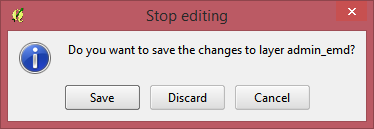 Stop editing
Do you want to save the changes to layer admin_emd?
Save Discard Cancel